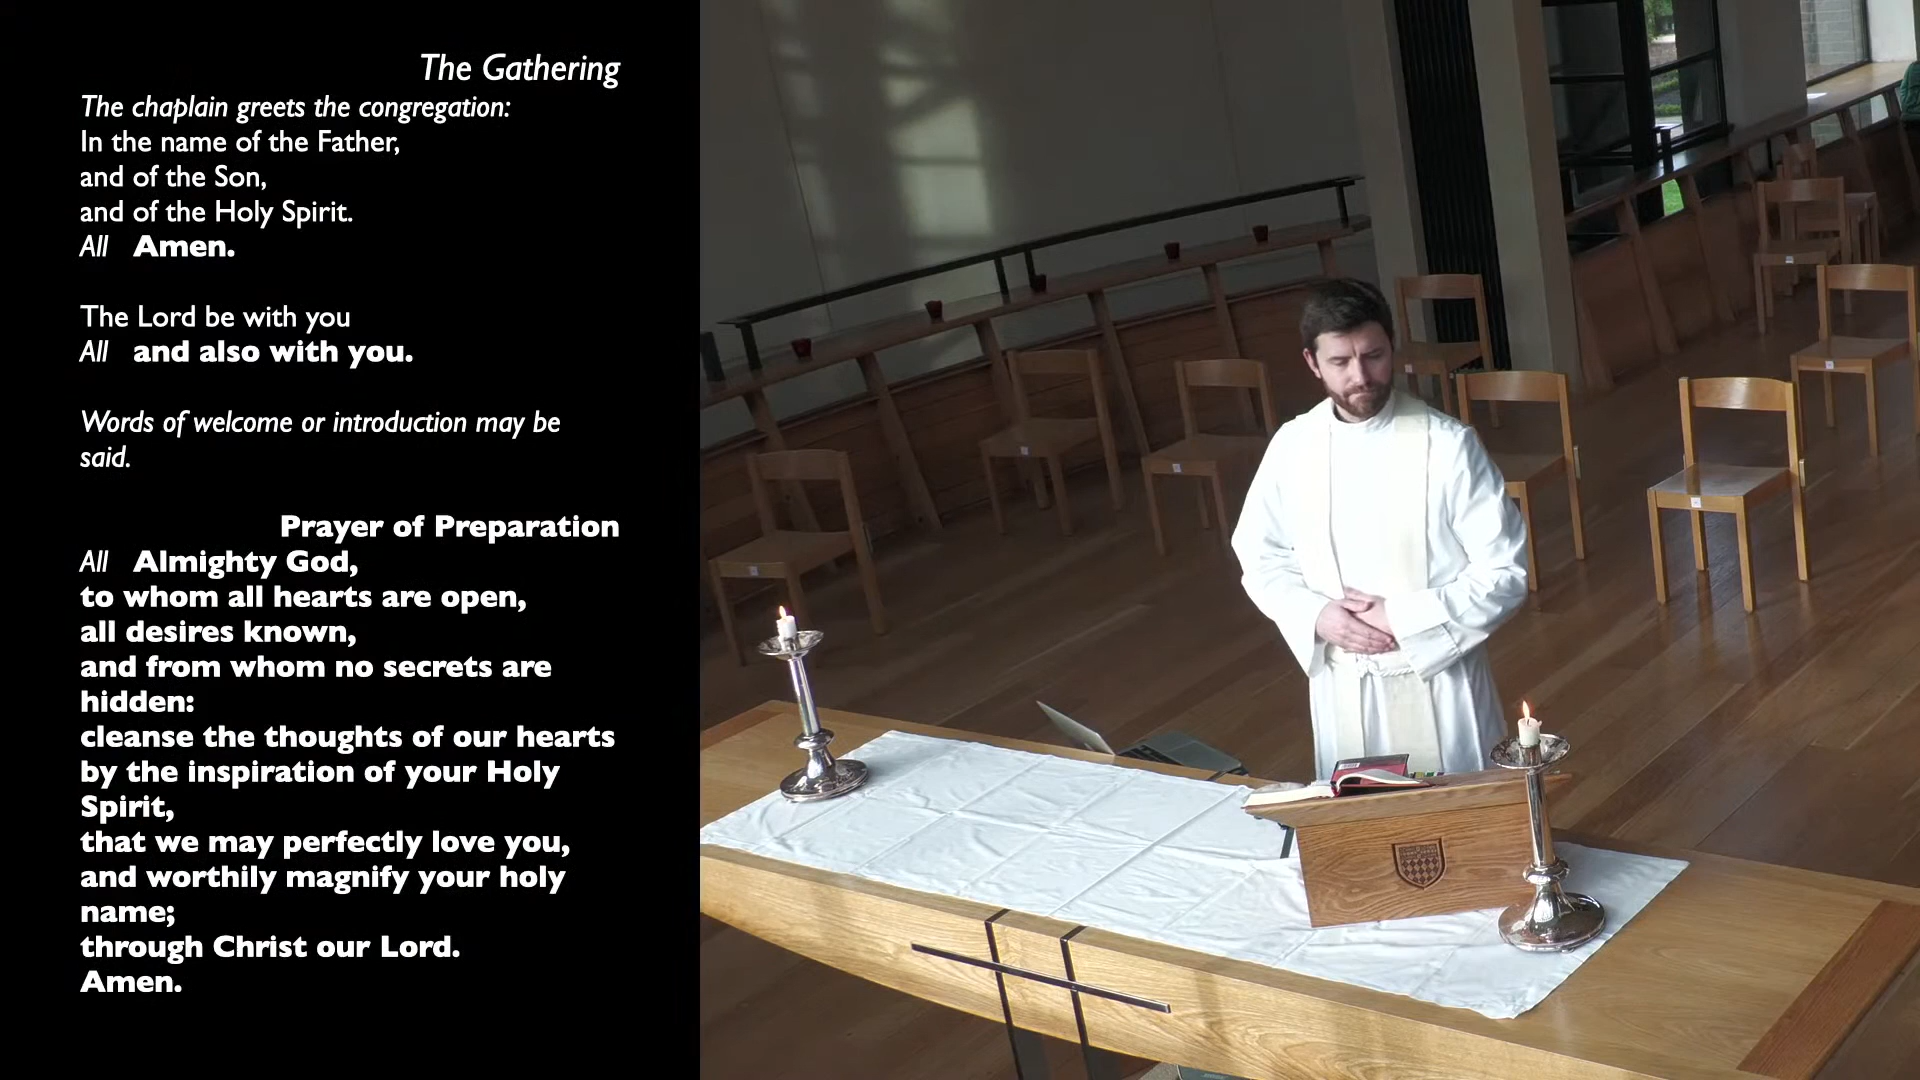 The Gathering
The chaplain greets the congregation:
In the name of the Father,
and of the Son,
and of the Holy Spirit.
All Amen.
The Lord be with you
All and also with you.
Words of welcome or introduction may be
said.
Prayer of Preparation
All Almighty God,
to whom all hearts are open,
all desires known,
and from whom no secrets are
hidden:
cleanse the thoughts of our hearts
by the inspiration of your Holy
Spirit,
that we may perfectly love you,
and worthily magnify your holy
name;
through Christ our Lord.
Amen.